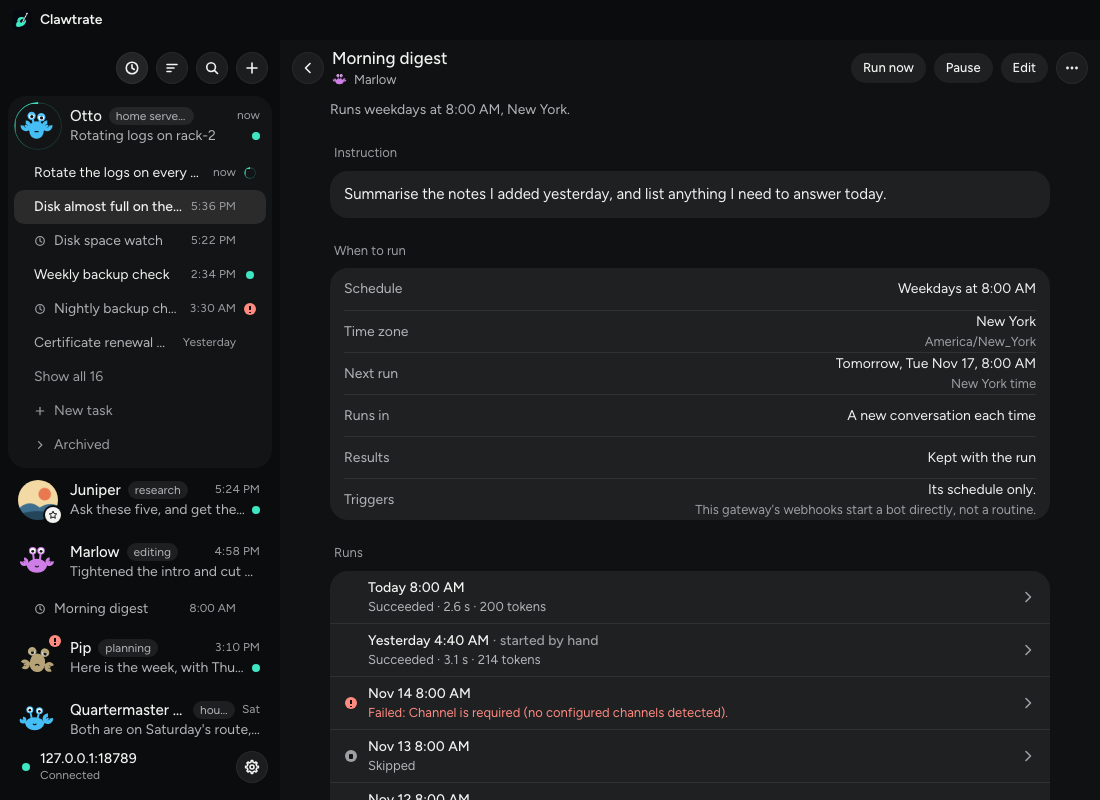 Clawtrate
Otto home serve... now
Rotating logs on rack-2
Rotate the logs on every ... now
Disk almost full on the... 5:36 PM
Disk space watch 5:22 PM
Weekly backup check 2:34 PM
Nightly backup ch... 3:30 AM
Certificate renewal ... Yesterday
Show all 16
New task
Archived
Juniper research 5:24 PM
Ask these five, and get the...
Marlow editing 4:58 PM
Tightened the intro and cut ...
Morning digest 8:00 AM
Pip planning 3:10 PM
Here is the week, with Thu...
Quartermaster ... hou... Sat
Both are on Saturday's route,...
127.0.0.1:18789
Connected
Morning digest
Marlow
Run now Pause Edit
Runs weekdays at 8:00 AM, New York.
Instruction
Summarise the notes I added yesterday, and list anything I need to answer today.
When to run
Schedule Weekdays at 8:00 AM
Time zone New York
America/New_York
Next run Tomorrow, Tue Nov 17, 8:00 AM
New York time
Runs in A new conversation each time
Results Kept with the run
Triggers Its schedule only.
This gateway's webhooks start a bot directly, not a routine.
Runs
Today 8:00 AM
Succeeded · 2.6 s · 200 tokens
Yesterday 4:40 AM · started by hand
Succeeded · 3.1 s · 214 tokens
Nov 14 8:00 AM
Failed: Channel is required (no configured channels detected).
Nov 13 8:00 AM
Skipped
Nov 12 8:00 AM